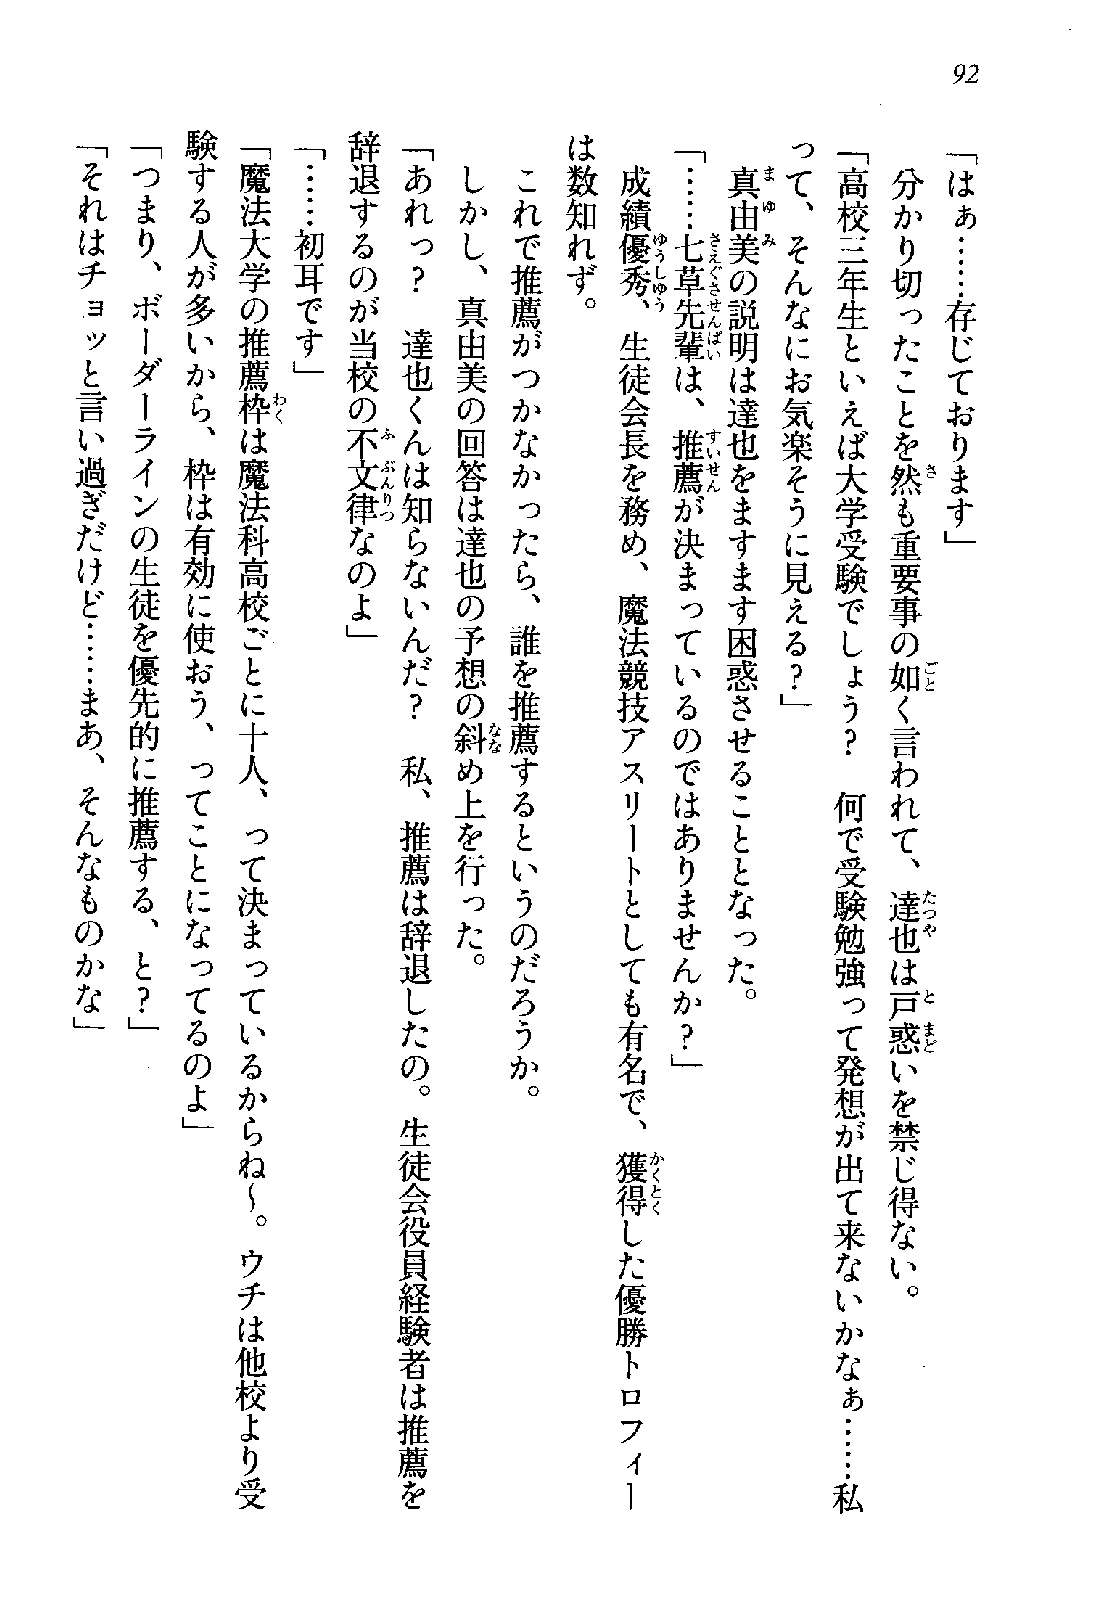 92
「はぁ……存じております」
　分かり切ったことを然も重要事の如く言われて、達也は戸惑いを禁じ得ない。
「高校三年生といえば大学受験でしょう？　何で受験勉強って発想が出て来ないかなぁ……私
って、そんなにお気楽そうに見える？」
　真由美の説明は達也をますます困惑させることとなった。
「……七草先輩は、推薦が決まっているのではありませんか？」
　成績優秀、生徒会長を務め、魔法競技アスリートとしても有名で、獲得した優勝トロフィー
は数知れず。
　これで推薦がつかなかったら、誰を推薦するというのだろうか。
　しかし、真由美の回答は達也の予想の斜め上を行った。
「あれっ？　達也くんは知らないんだ？　私、推薦は辞退したの。生徒会役員経験者は推薦を
辞退するのが当校の不文律なのよ」
「……初耳です」
「魔法大学の推薦枠は魔法科高校ごとに十人、って決まっているからね～。ウチは他校より受
験する人が多いから、枠は有効に使おう、ってことになってるのよ」
「つまり、ボーダーラインの生徒を優先的に推薦する、と？」
「それはチョッと言い過ぎだけど……まあ、そんなものかな」